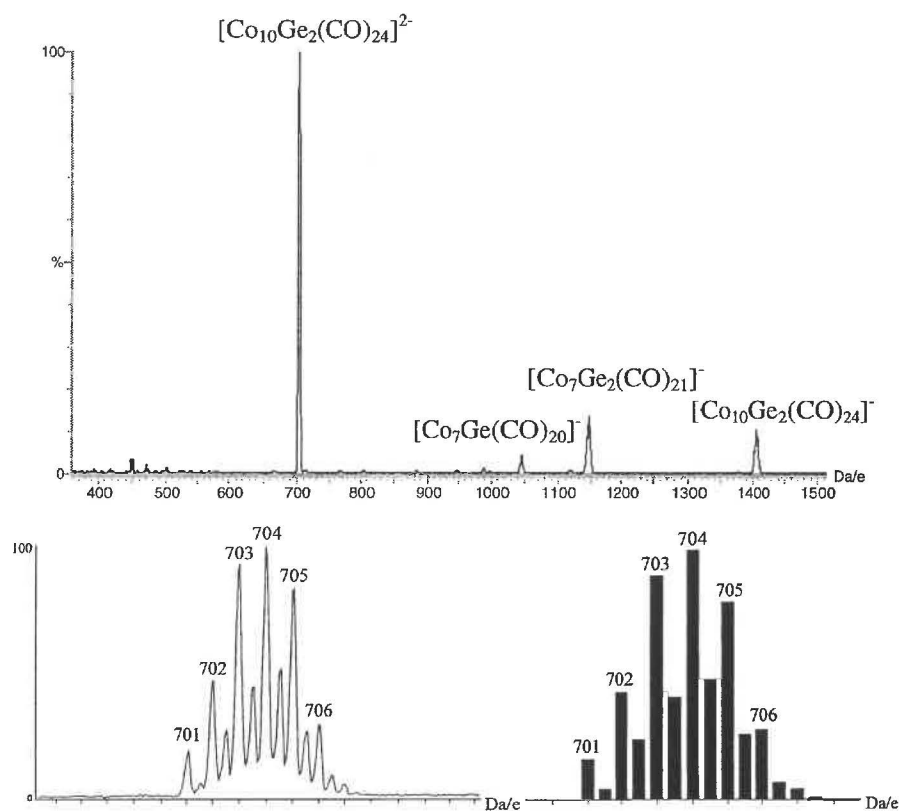 [Co₁₀Ge₂(CO)₂₄]²⁻
100
%
0
[Co₇Ge(CO)₂₀]⁻
[Co₇Ge₂(CO)₂₁]⁻
[Co₁₀Ge₂(CO)₂₄]⁻
Da/e
400 500 600 700 800 900 1000 1100 1200 1300 1400 1500
100
0
701
702
703
704
705
706
Da/e
701
702
703
704
705
706
Da/e